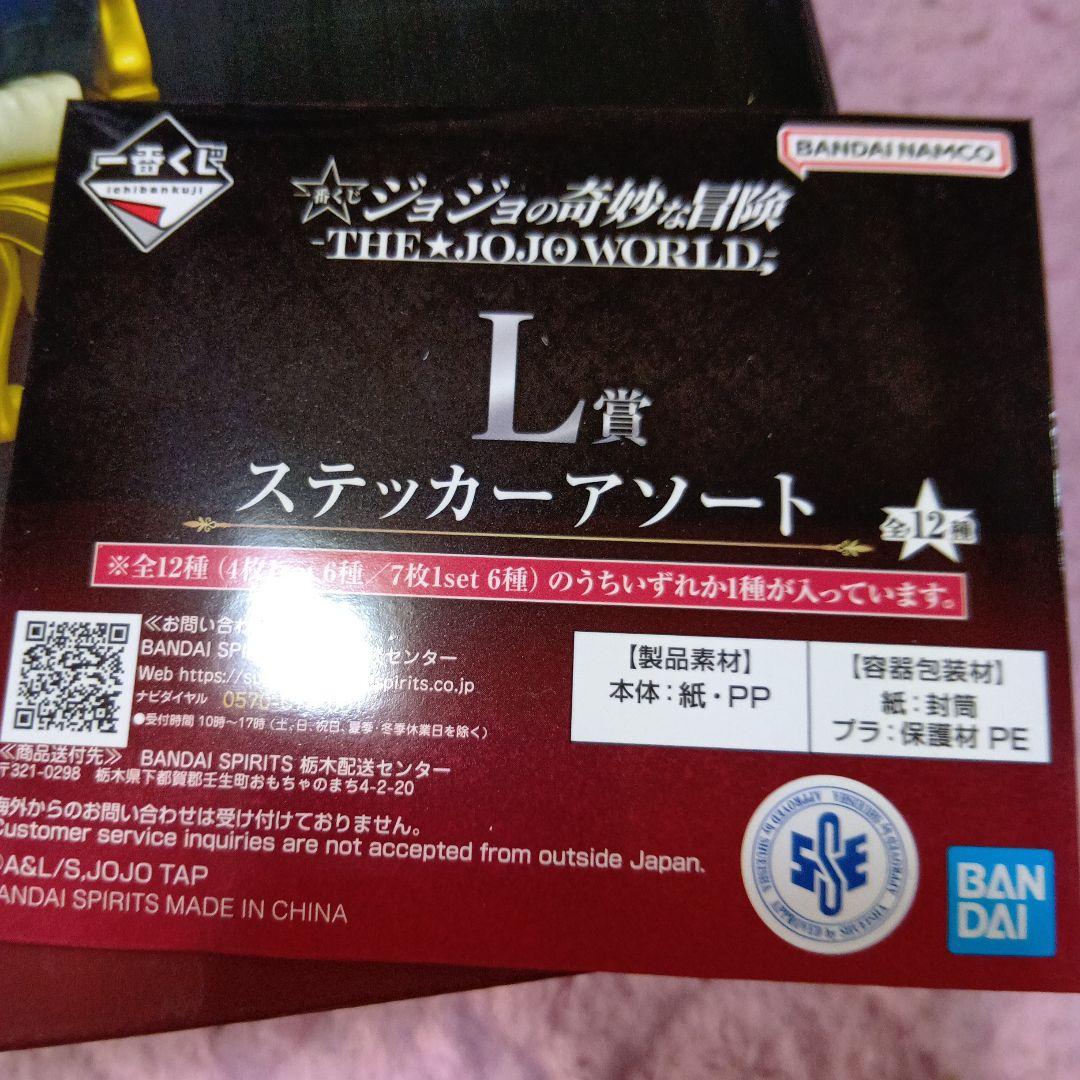 一番くじ
ichibankuji
BANDAI NAMCO
一番くじ
ジョジョの奇妙な冒険
-THE★JOJO WORLD-
L賞
ステッカーアソート
全12種
※全12種（4枚 6種／7枚1set 6種）のうちいずれか1種が入っています。
≪お問い合わ
BANDAI SPI センター
Web https://su spirits.co.jp
ナビダイヤル 0570-
●受付時間 10時～17時（土、日、祝日、夏季・冬季休業日を除く）
≪商品送付先≫ BANDAI SPIRITS 栃木配送センター
〒321-0298 栃木県下都賀郡壬生町おもちゃのまち4-2-20
海外からのお問い合わせは受け付けておりません。
Customer service inquiries are not accepted from outside Japan.
©A&L/S,JOJO TAP
BANDAI SPIRITS MADE IN CHINA
【製品素材】
本体：紙・PP
【容器包装材】
紙：封筒
プラ：保護材 PE
APPROVED by SHUEISHA
BAN
DAI